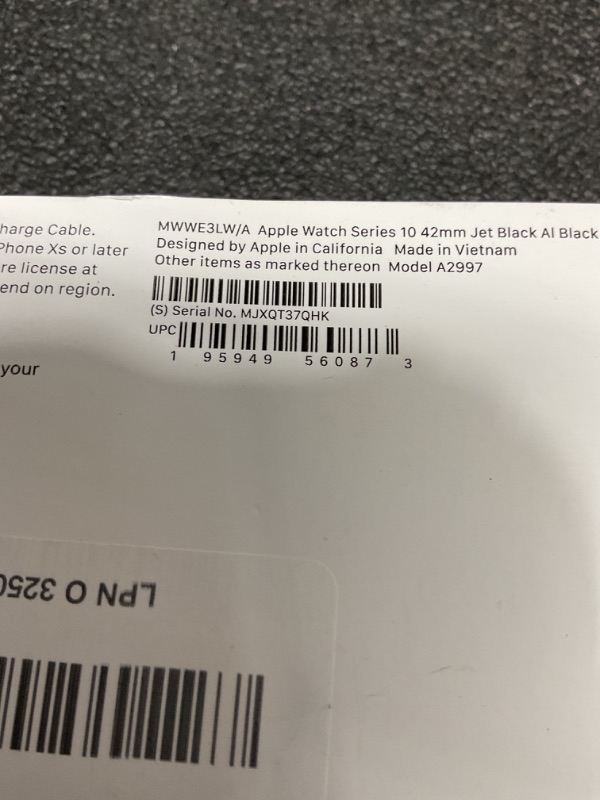 harge Cable.
Phone Xs or later
re license at
end on region.
your
MWWE3LW/A Apple Watch Series 10 42mm Jet Black Al Black
Designed by Apple in California Made in Vietnam
Other items as marked thereon Model A2997
(S) Serial No. MJXQT37QHK
UPC
1 95949 56087 3
LPN O 3250